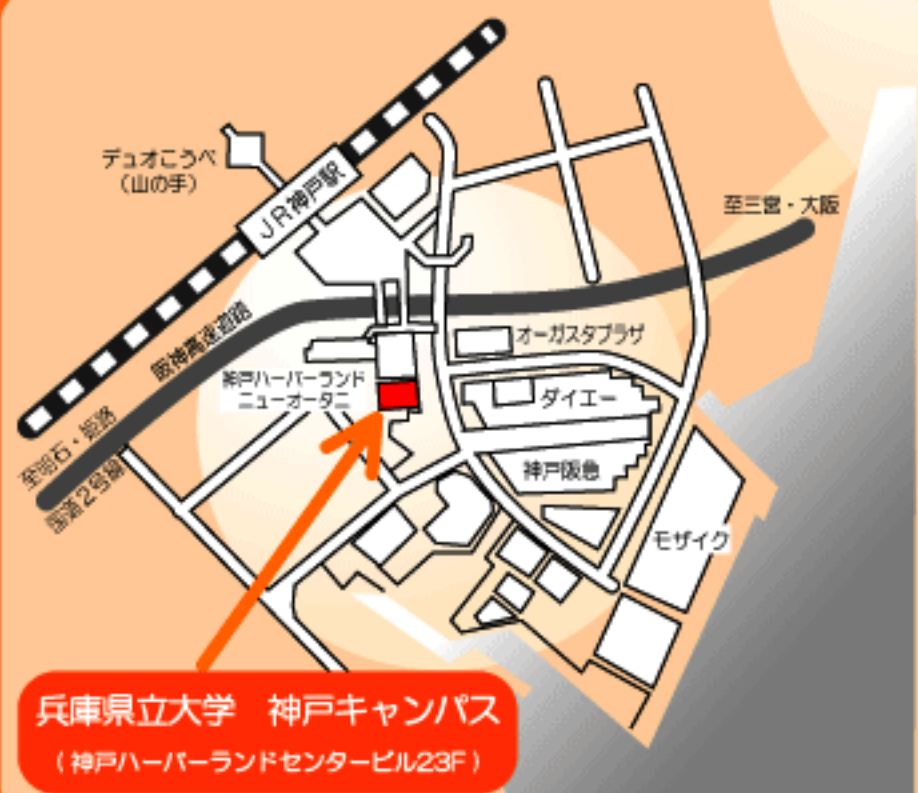 デュオこうべ
（山の手）
JR神戸駅
至三宮・大阪
阪神高速道路
オーガスタプラザ
神戸ハーバーランド
ニューオータニ
ダイエー
至明石・姫路
国道2号線
神戸阪急
モザイク
兵庫県立大学　神戸キャンパス
（神戸ハーバーランドセンタービル23F）